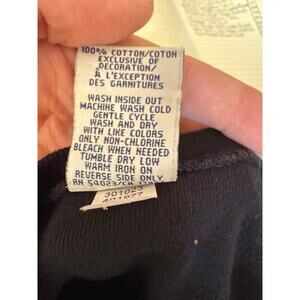 100% COTTON/COTON
EXCLUSIVE OF
DECORATION/
À L'EXCEPTION
DES GARNITURES
WASH INSIDE OUT
MACHINE WASH COLD
GENTLE CYCLE
WASH AND DRY
WITH LIKE COLORS
ONLY NON-CHLORINE
BLEACH WHEN NEEDED
TUMBLE DRY LOW
WARM IRON ON
REVERSE SIDE ONLY
RN 54023/CA
301023